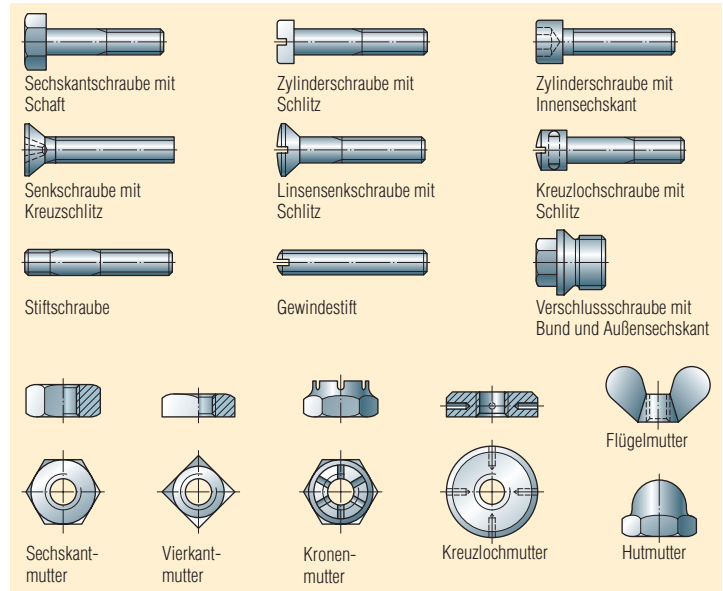 Sechskantschraube mit
Schaft
Zylinderschraube mit
Schlitz
Zylinderschraube mit
Innensechskant
Senkschraube mit
Kreuzschlitz
Linsensenkschraube mit
Schlitz
Kreuzlochschraube mit
Schlitz
Stiftschraube
Gewindestift
Verschlussschraube mit
Bund und Außensechskant
Flügelmutter
Sechskant-
mutter
Vierkant-
mutter
Kronen-
mutter
Kreuzlochmutter
Hutmutter